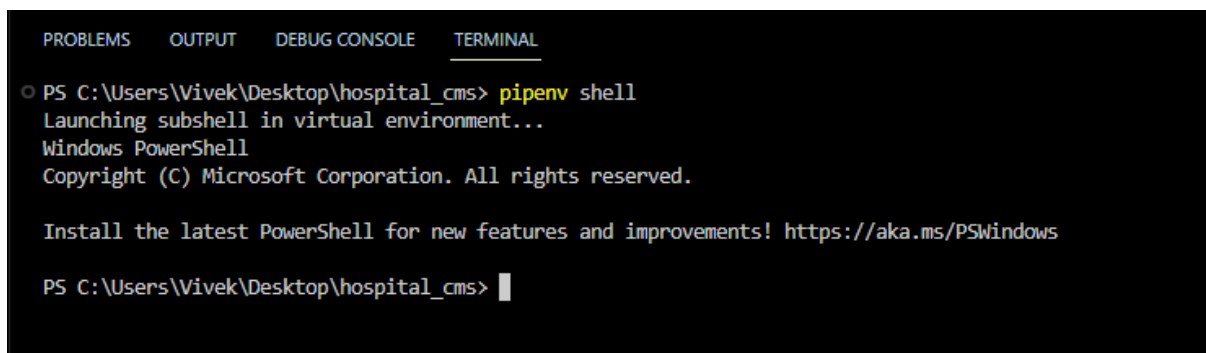 PROBLEMS OUTPUT DEBUG CONSOLE TERMINAL
PS C:\Users\Vivek\Desktop\hospital_cms> pipenv shell
Launching subshell in virtual environment...
Windows PowerShell
Copyright (C) Microsoft Corporation. All rights reserved.
Install the latest PowerShell for new features and improvements! https://aka.ms/PSWindows
PS C:\Users\Vivek\Desktop\hospital_cms>